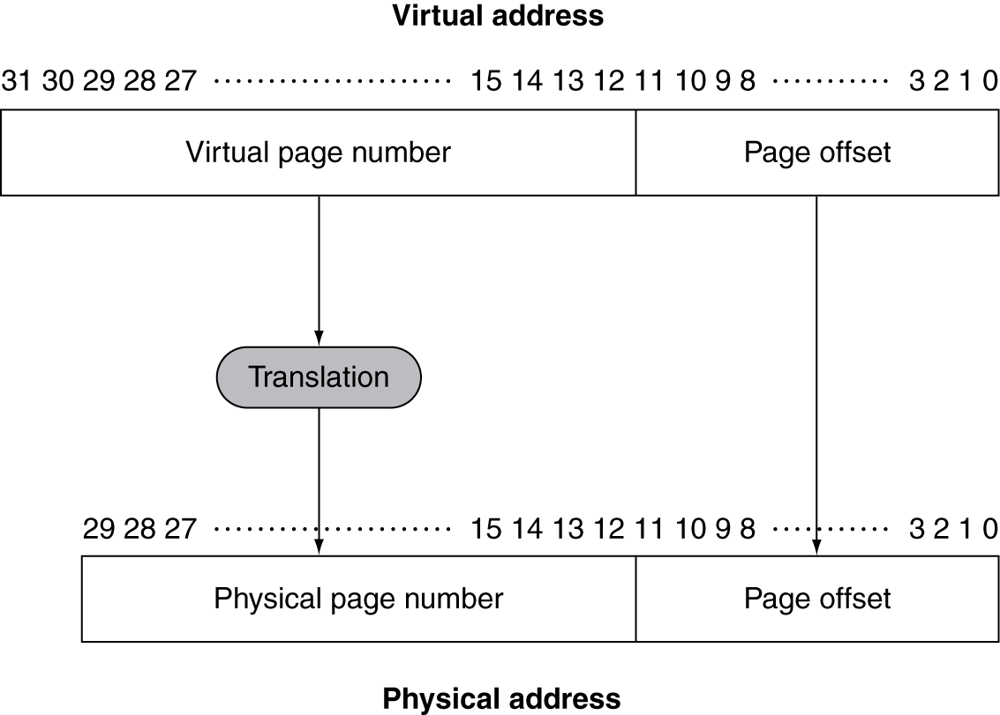 Virtual address
31 30 29 28 27 ····················· 15 14 13 12 11 10 9 8 ··········· 3 2 1 0
Virtual page number Page offset
Translation
29 28 27 ····················· 15 14 13 12 11 10 9 8 ··········· 3 2 1 0
Physical page number Page offset
Physical address